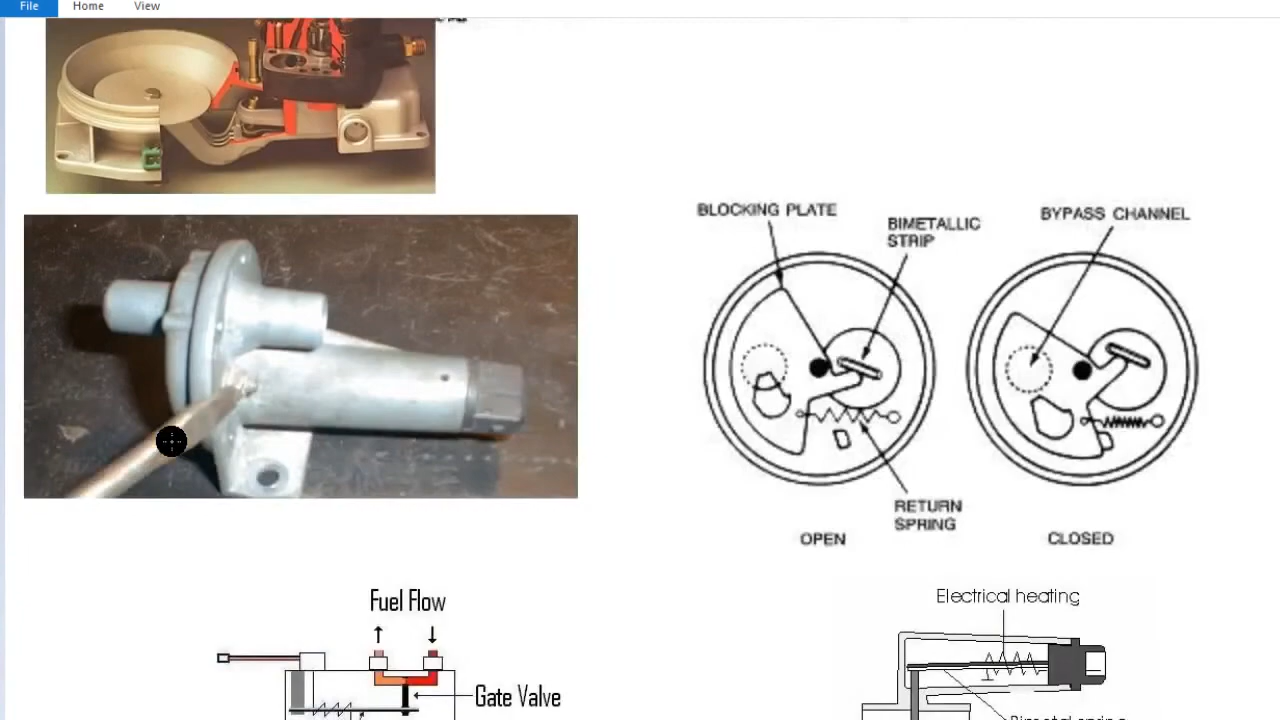 File Home View
BLOCKING PLATE
BIMETALLIC
STRIP
BYPASS CHANNEL
RETURN
SPRING
OPEN
CLOSED
Fuel Flow
Gate Valve
Electrical heating